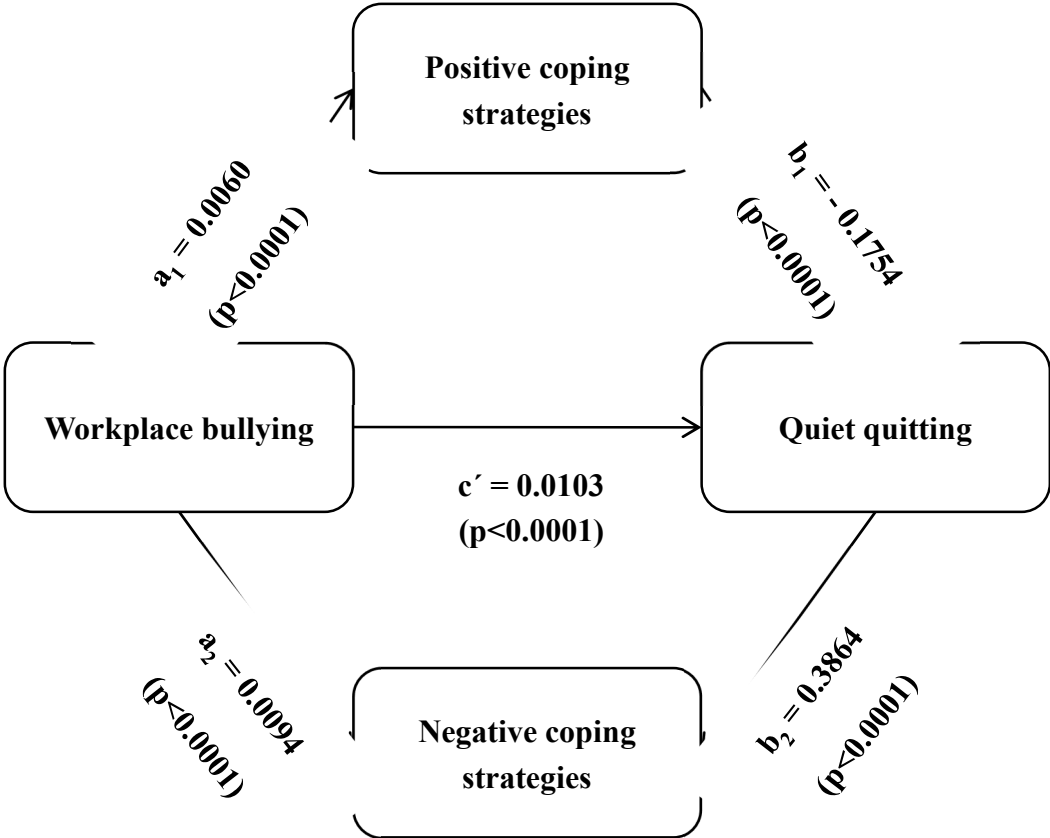 Positive coping
strategies
a₁ = 0.0060
(p<0.0001)
b₁ = - 0.1754
(p<0.0001)
Workplace bullying
Quiet quitting
c´ = 0.0103
(p<0.0001)
a₂ = 0.0094
(p<0.0001)
Negative coping
strategies
b₂ = 0.3864
(p<0.0001)